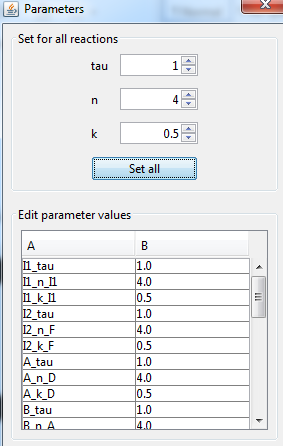 Parameters
Set for all reactions
tau 1
n 4
k 0.5
Set all
Edit parameter values
A B
I1_tau 1.0
I1_n_I1 4.0
I1_k_I1 0.5
I2_tau 1.0
I2_n_F 4.0
I2_k_F 0.5
A_tau 1.0
A_n_D 4.0
A_k_D 0.5
B_tau 1.0
B_n_A 4.0